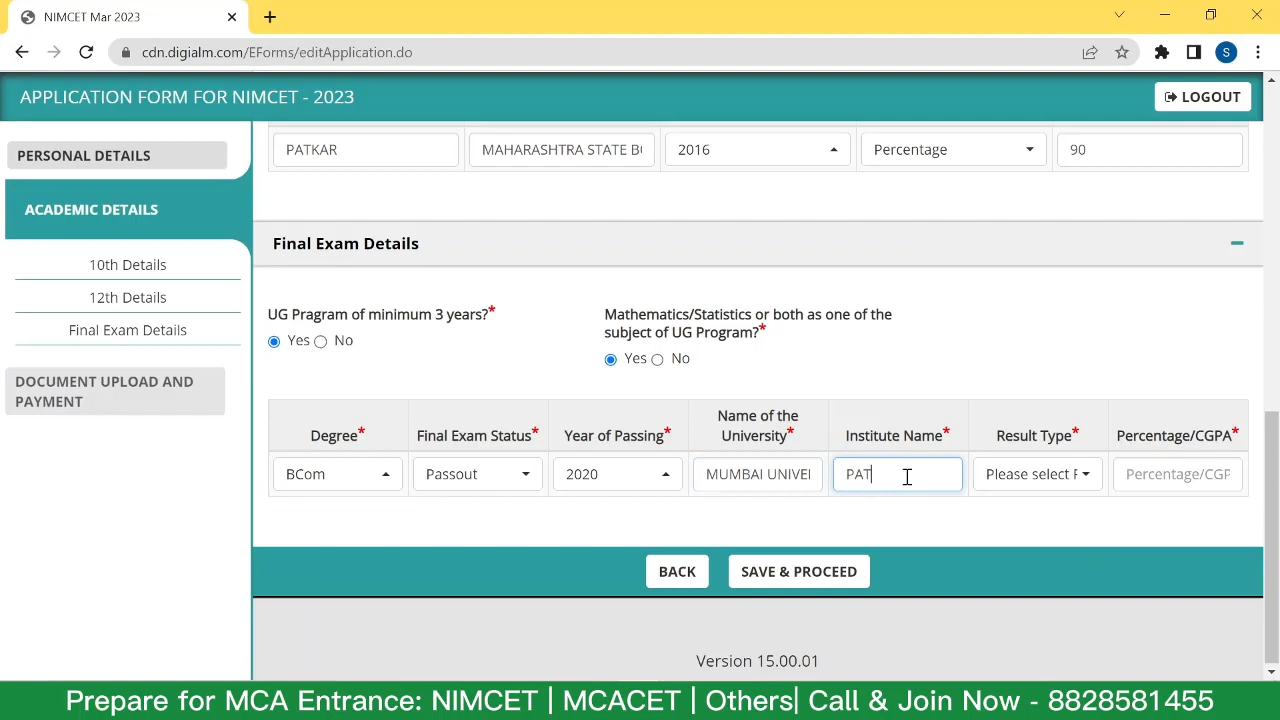 NIMCET Mar 2023
cdn.digialm.com/EForms/editApplication.do
S
APPLICATION FORM FOR NIMCET - 2023
LOGOUT
PERSONAL DETAILS
ACADEMIC DETAILS
10th Details
12th Details
Final Exam Details
DOCUMENT UPLOAD AND
PAYMENT
PATKAR MAHARASHTRA STATE B 2016 Percentage 90
Final Exam Details
UG Pragram of minimum 3 years?*
Yes No
Mathematics/Statistics or both as one of the
subject of UG Program?*
Yes No
Degree* Final Exam Status* Year of Passing* Name of the University* Institute Name* Result Type* Percentage/CGPA*
BCom Passout 2020 MUMBAI UNIVE PAT Please select Percentage/CGP
BACK SAVE & PROCEED
Version 15.00.01
Prepare for MCA Entrance: NIMCET | MCACET | Others| Call & Join Now - 8828581455